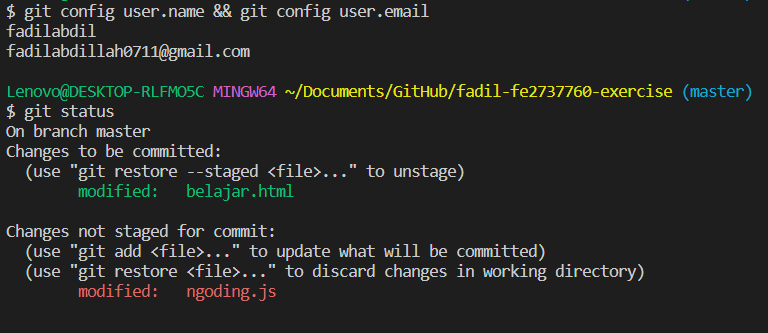 $ git config user.name && git config user.email
fadilabdil
fadilabdillah0711@gmail.com
Lenovo@DESKTOP-RLFMO5C MINGW64 ~/Documents/GitHub/fadil-fe2737760-exercise (master)
$ git status
On branch master
Changes to be committed:
  (use "git restore --staged <file>..." to unstage)
        modified:   belajar.html
Changes not staged for commit:
  (use "git add <file>..." to update what will be committed)
  (use "git restore <file>..." to discard changes in working directory)
        modified:   ngoding.js